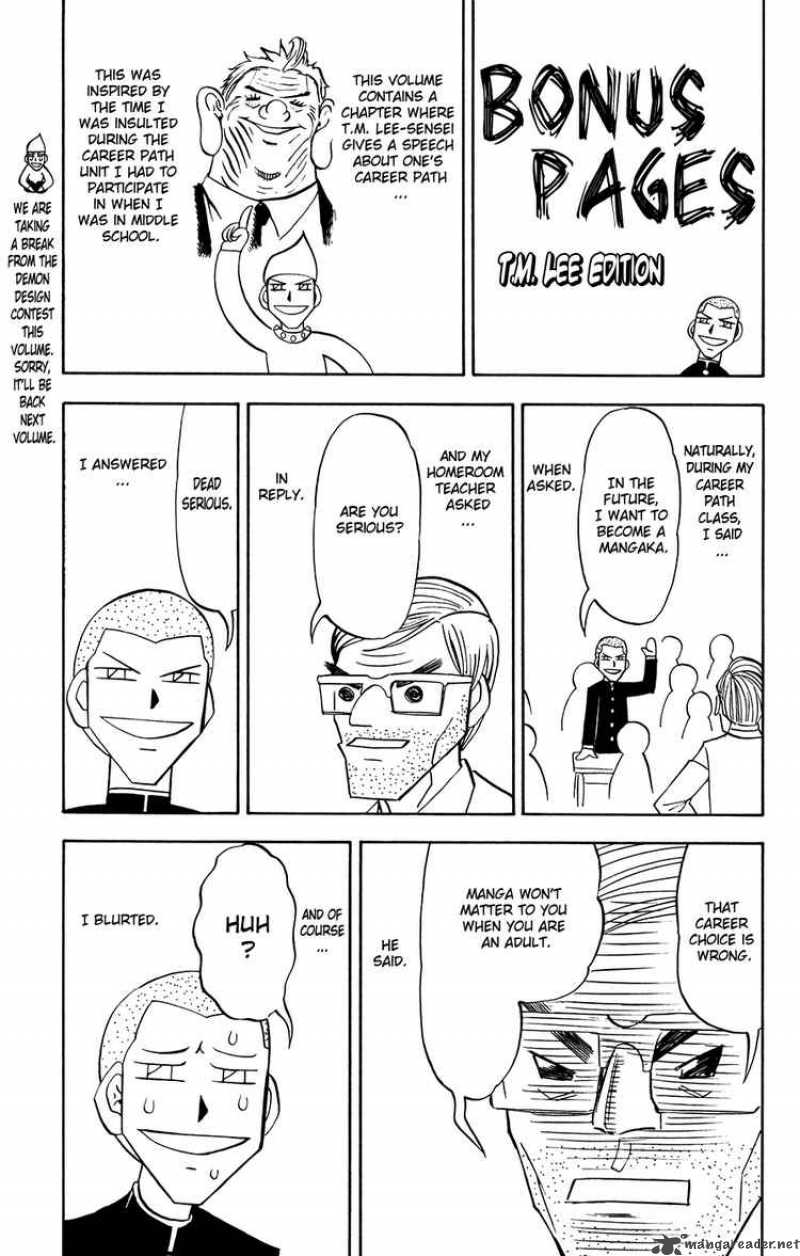 BONUS
PAGES
T.M. LEE EDITION
THIS VOLUME
CONTAINS A
CHAPTER WHERE
T.M. LEE-SENSEI
GIVES A SPEECH
ABOUT ONE'S
CAREER PATH
...
THIS WAS
INSPIRED BY
THE TIME I
WAS INSULTED
DURING THE
CAREER PATH
UNIT I HAD TO
PARTICIPATE
IN WHEN I
WAS IN MIDDLE
SCHOOL.
WE ARE
TAKING
A BREAK
FROM THE
DEMON
DESIGN
CONTEST
THIS
VOLUME.
SORRY,
IT'LL BE
BACK
NEXT
VOLUME.
NATURALLY,
DURING MY
CAREER
PATH
CLASS,
I SAID
...
IN THE
FUTURE,
I WANT TO
BECOME A
MANGAKA.
WHEN
ASKED.
AND MY
HOMEROOM
TEACHER
ASKED
...
ARE YOU
SERIOUS?
IN
REPLY.
DEAD
SERIOUS.
I ANSWERED
...
THAT
CAREER
CHOICE IS
WRONG.
MANGA WON'T
MATTER TO YOU
WHEN YOU ARE
AN ADULT.
HE
SAID.
AND OF
COURSE
...
HUH
?
I BLURTED.
mangareader.net